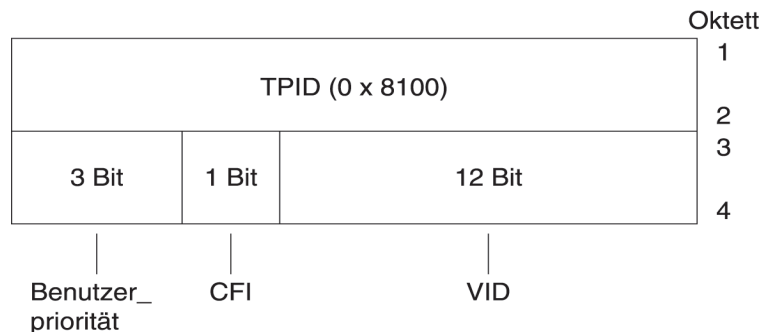 Oktett
1
TPID (0 x 8100)
2
3
3 Bit 1 Bit 12 Bit
4
Benutzer_ CFI VID
priorität